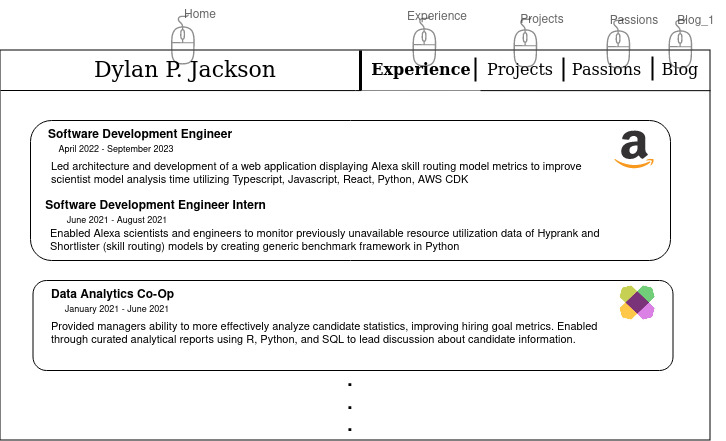 Home
Experience
Projects
Passions
Blog_1
Dylan P. Jackson
Experience
Projects
Passions
Blog
Software Development Engineer
April 2022 - September 2023
Led architecture and development of a web application displaying Alexa skill routing model metrics to improve
scientist model analysis time utilizing Typescript, Javascript, React, Python, AWS CDK
a
Software Development Engineer Intern
June 2021 - August 2021
Enabled Alexa scientists and engineers to monitor previously unavailable resource utilization data of Hyprank and
Shortlister (skill routing) models by creating generic benchmark framework in Python
Data Analytics Co-Op
January 2021 - June 2021
Provided managers ability to more effectively analyze candidate statistics, improving hiring goal metrics. Enabled
through curated analytical reports using R, Python, and SQL to lead discussion about candidate information.